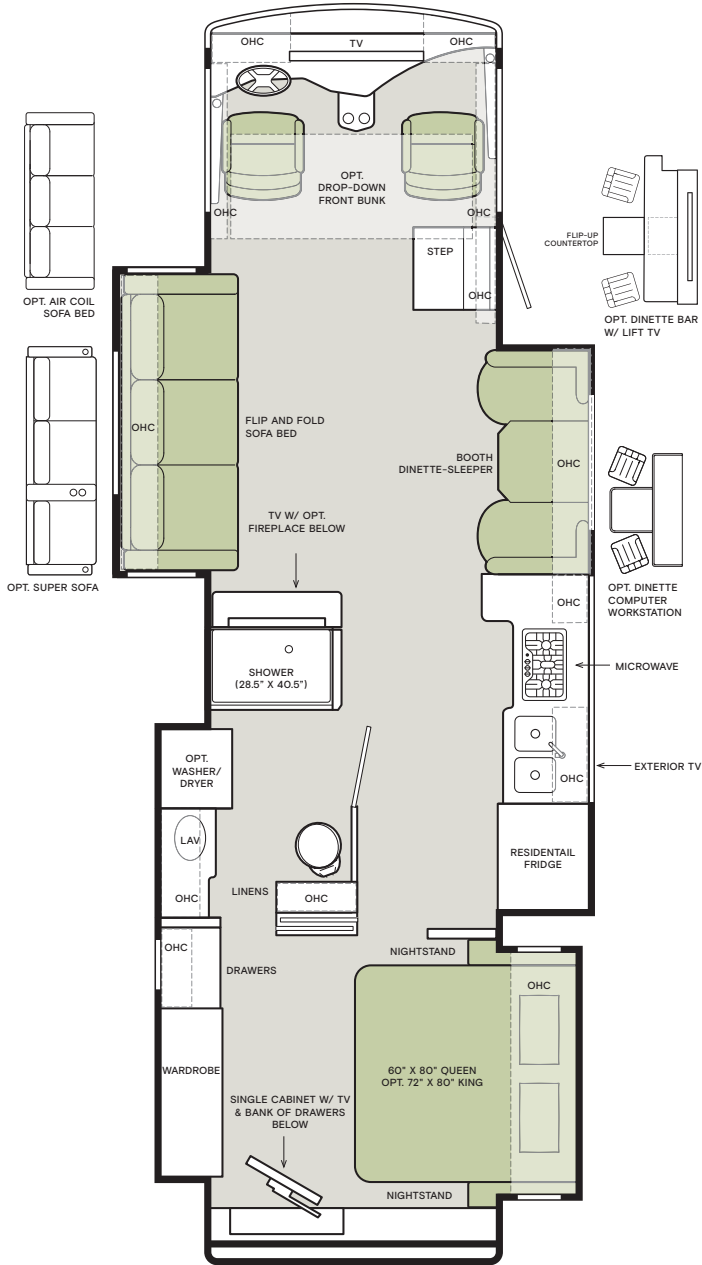 OHC
TV
OHC
OPT.
DROP-DOWN
FRONT BUNK
OHC
OHC
STEP
OHC
FLIP-UP
COUNTERTOP
OPT. AIR COIL
SOFA BED
OPT. DINETTE BAR
W/ LIFT TV
OHC
FLIP AND FOLD
SOFA BED
BOOTH
DINETTE-SLEEPER
OHC
TV W/ OPT.
FIREPLACE BELOW
OPT. SUPER SOFA
OHC
OPT. DINETTE
COMPUTER
WORKSTATION
SHOWER
(28.5" X 40.5")
MICROWAVE
OPT.
WASHER/
DRYER
OHC
EXTERIOR TV
LAV
RESIDENTAIL
FRIDGE
OHC
LINENS
OHC
OHC
DRAWERS
NIGHTSTAND
OHC
WARDROBE
60" X 80" QUEEN
OPT. 72" X 80" KING
SINGLE CABINET W/ TV
& BANK OF DRAWERS
BELOW
NIGHTSTAND